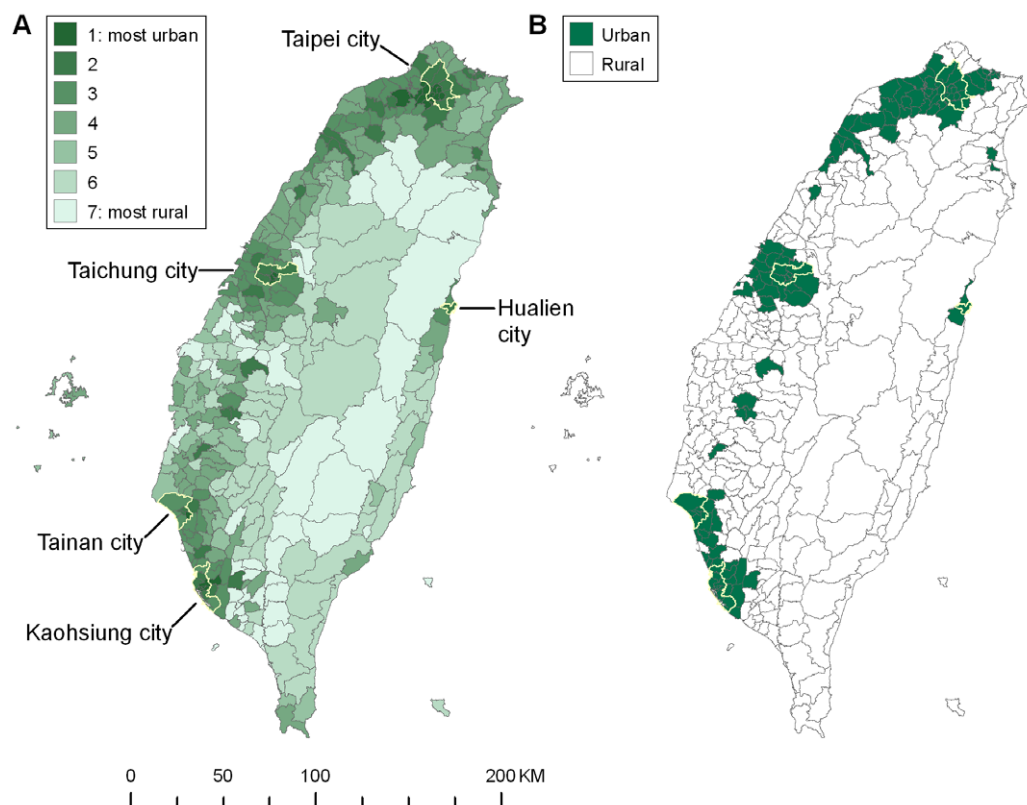 A
1: most urban
2
3
4
5
6
7: most rural
Taipei city
Taichung city
Hualien
city
Tainan city
Kaohsiung city
0 50 100 200 KM
B
Urban
Rural